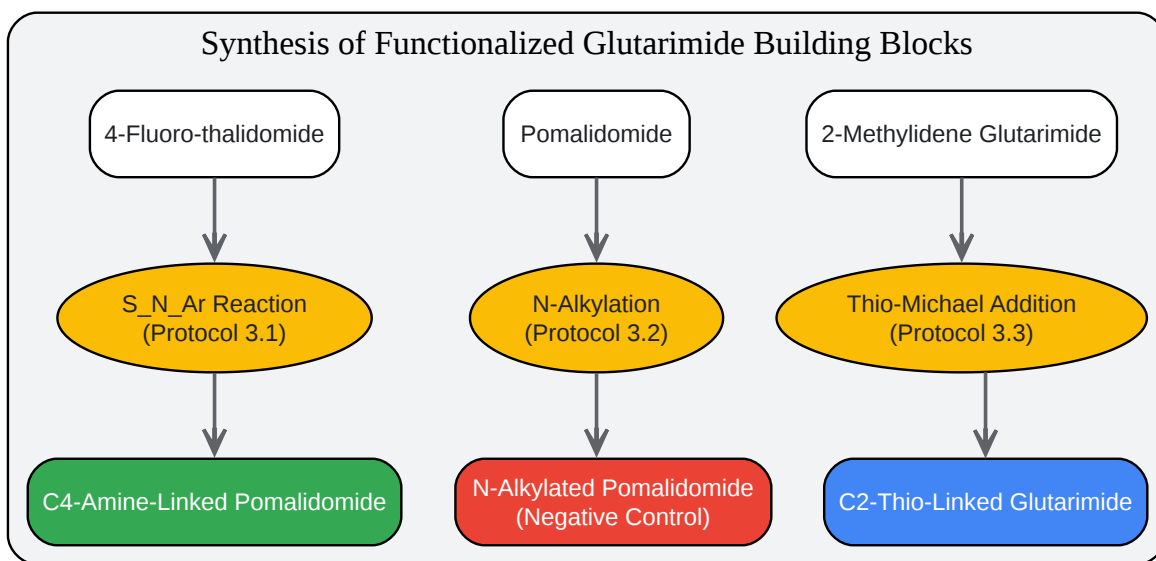 Synthesis of Functionalized Glutarimide Building Blocks
4-Fluoro-thalidomide
Pomalidomide
2-Methylidene Glutarimide
S_N_Ar Reaction
(Protocol 3.1)
N-Alkylation
(Protocol 3.2)
Thio-Michael Addition
(Protocol 3.3)
C4-Amine-Linked Pomalidomide
N-Alkylated Pomalidomide
(Negative Control)
C2-Thio-Linked Glutarimide